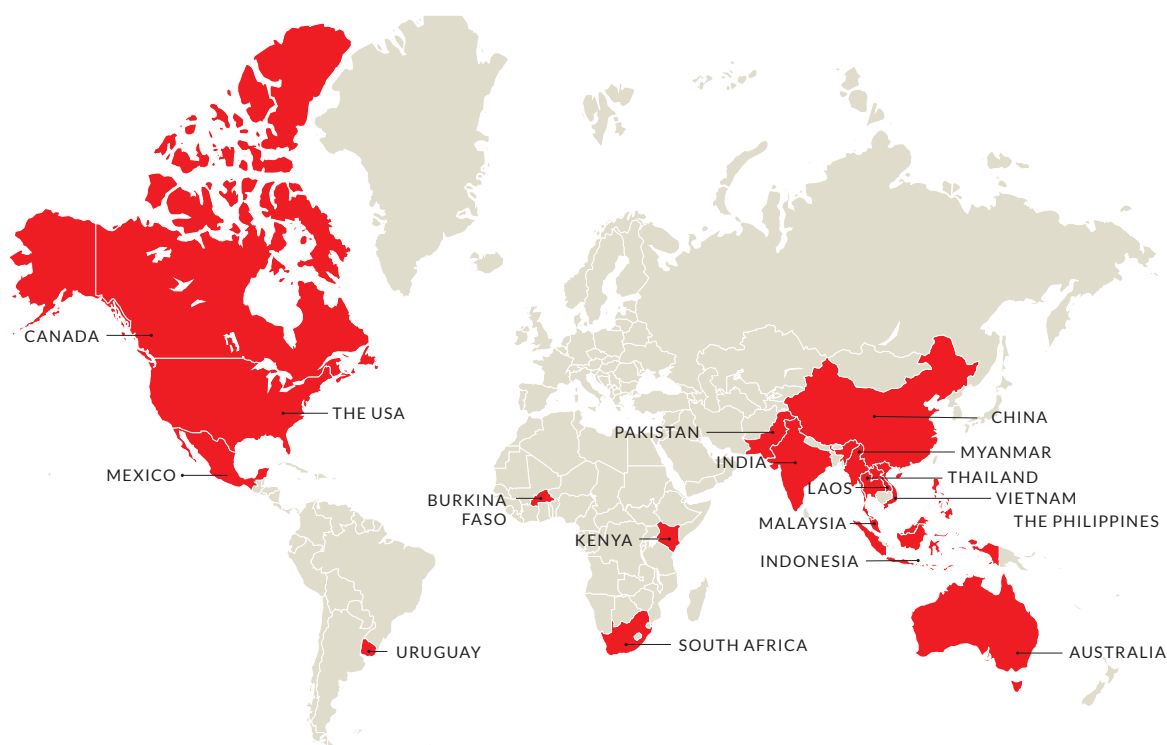 CANADA
THE USA
CHINA
PAKISTAN
MYANMAR
INDIA
MEXICO
THAILAND
LAOS
BURKINA
FASO
VIETNAM
THE PHILIPPINES
MALAYSIA
KENYA
INDONESIA
SOUTH AFRICA
URUGUAY
AUSTRALIA